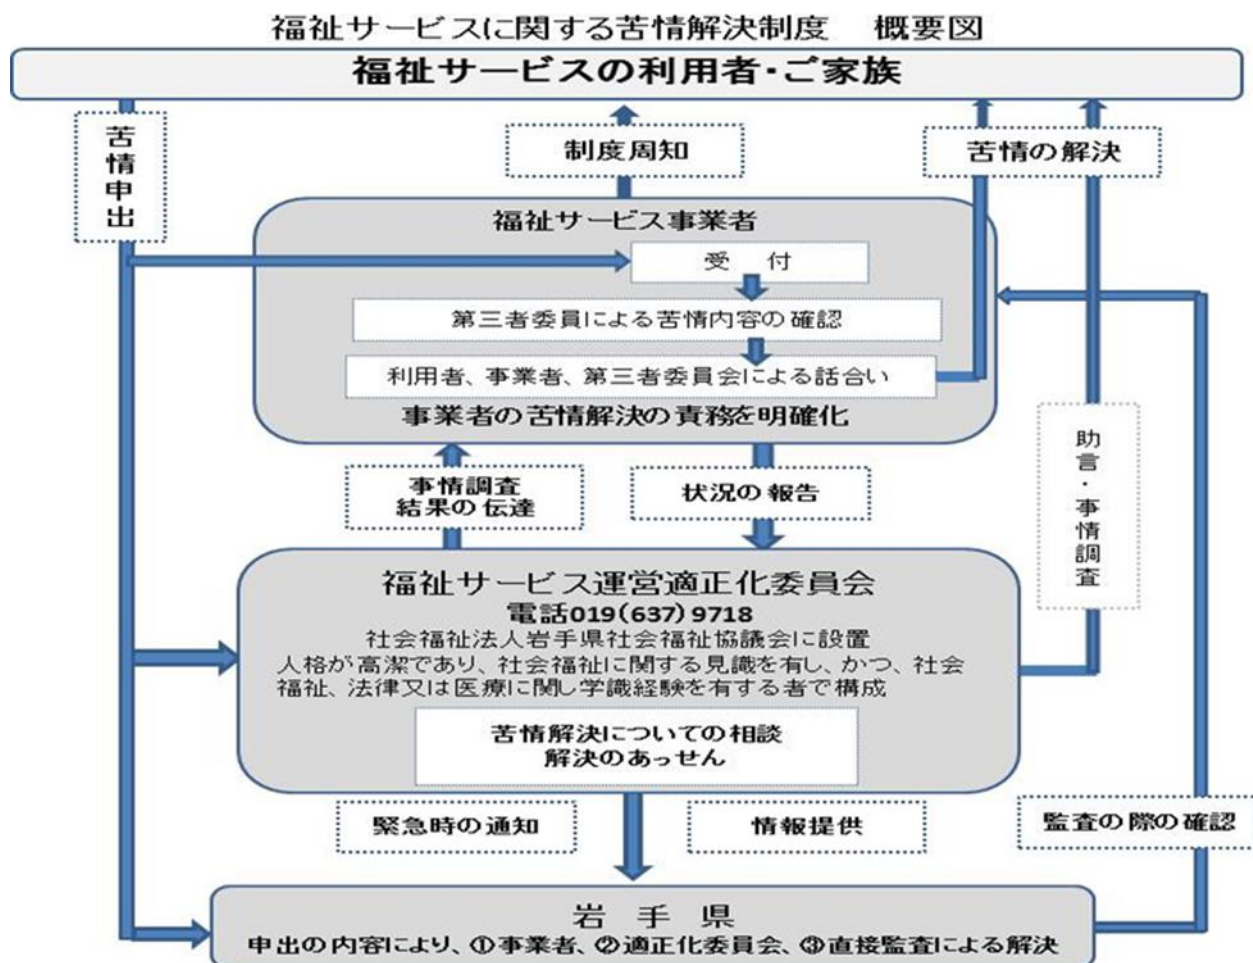 福祉サービスに関する苦情解決制度　概要図
福祉サービスの利用者・ご家族
苦情申出
制度周知
苦情の解決
福祉サービス事業者
受　付
第三者委員による苦情内容の確認
利用者、事業者、第三者委員会による話合い
事業者の苦情解決の責務を明確化
助言・事情調査
事情調査
結果の伝達
状況の報告
福祉サービス運営適正化委員会
電話019(637)9718
社会福祉法人岩手県社会福祉協議会に設置
人格が高潔であり、社会福祉に関する見識を有し、かつ、社会
福祉、法律又は医療に関し学識経験を有する者で構成
苦情解決についての相談
解決のあっせん
緊急時の通知
情報提供
監査の際の確認
岩　手　県
申出の内容により、①事業者、②適正化委員会、③直接監査による解決